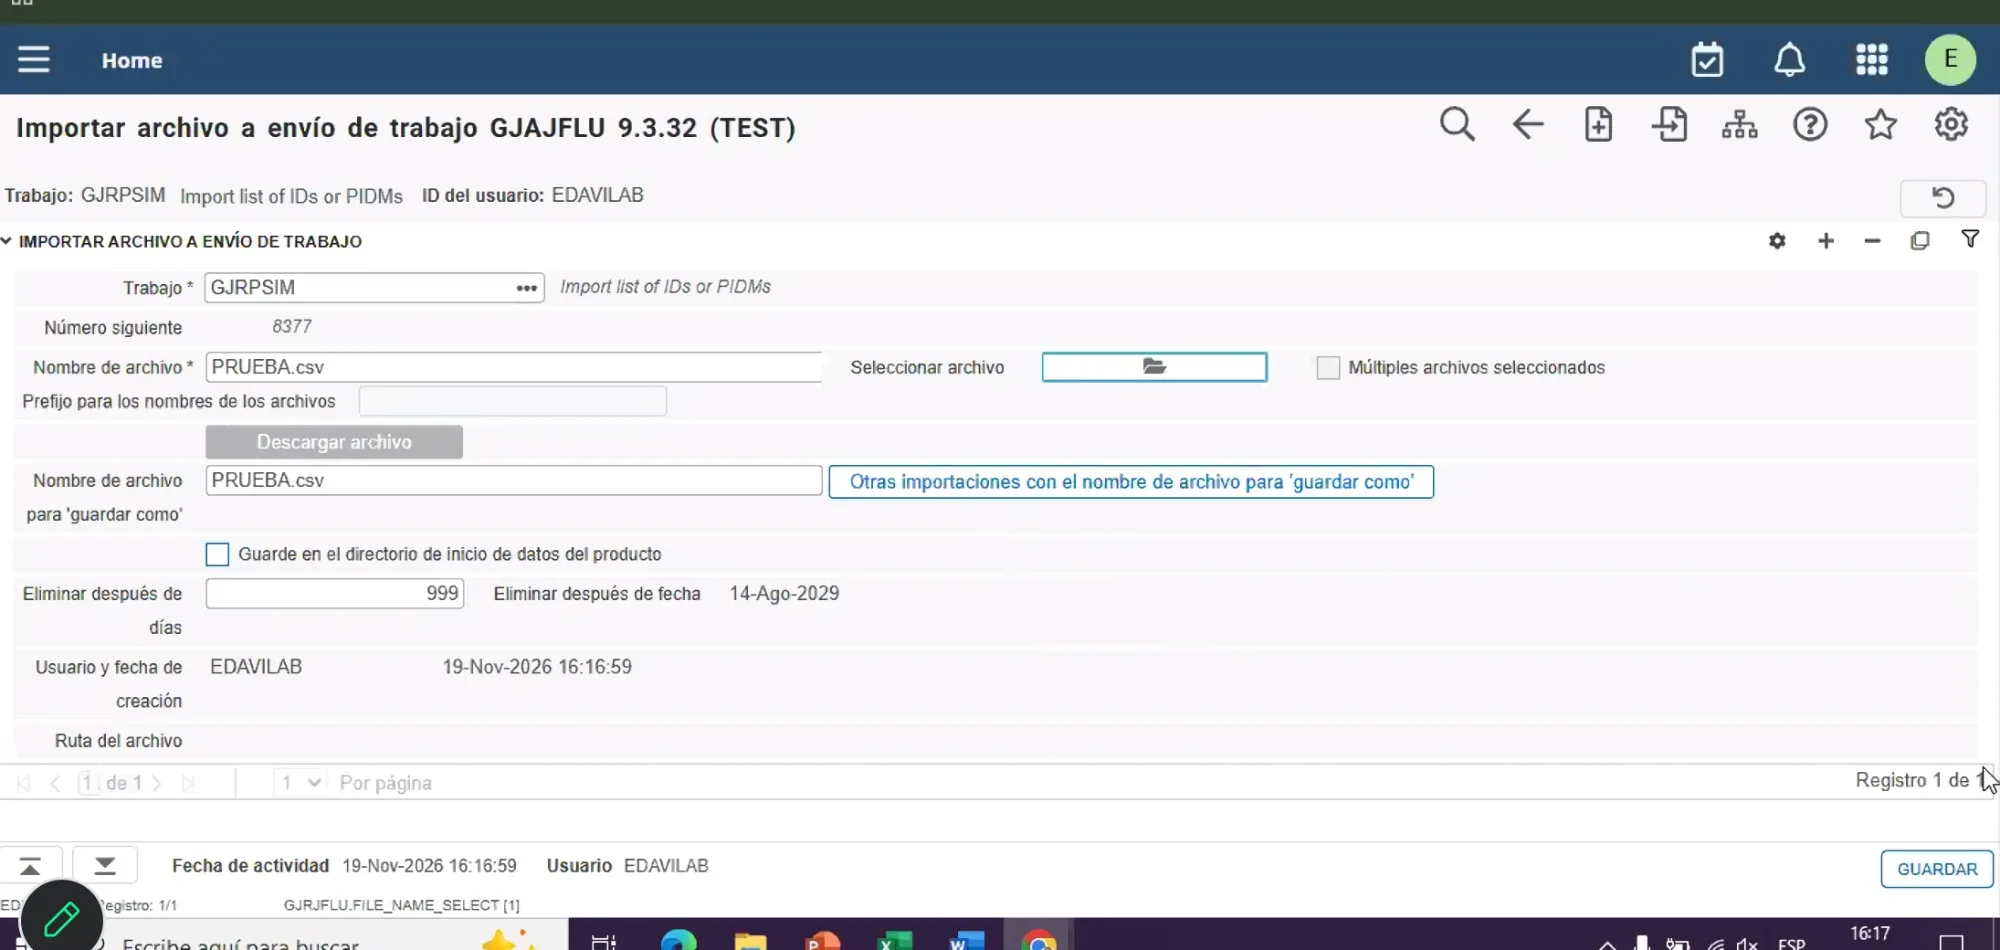 Home
E
Importar archivo a envío de trabajo GJAJFLU 9.3.32 (TEST)
Trabajo: GJRPSIM Import list of IDs or PIDMs ID del usuario: EDAVILAB
IMPORTAR ARCHIVO A ENVÍO DE TRABAJO
Trabajo * GJRPSIM ••• Import list of IDs or PIDMs
Número siguiente 8377
Nombre de archivo * PRUEBA.csv Seleccionar archivo Múltiples archivos seleccionados
Prefijo para los nombres de los archivos
Descargar archivo
Nombre de archivo para 'guardar como' PRUEBA.csv Otras importaciones con el nombre de archivo para 'guardar como'
Guarde en el directorio de inicio de datos del producto
Eliminar después de días 999 Eliminar después de fecha 14-Ago-2029
Usuario y fecha de creación EDAVILAB 19-Nov-2026 16:16:59
Ruta del archivo
1 de 1 1 Por página Registro 1 de 1
Fecha de actividad 19-Nov-2026 16:16:59 Usuario EDAVILAB GUARDAR
egistro: 1/1 GJRJFLU.FILE_NAME_SELECT [1]
Escribe aquí para buscar ESP 16:17